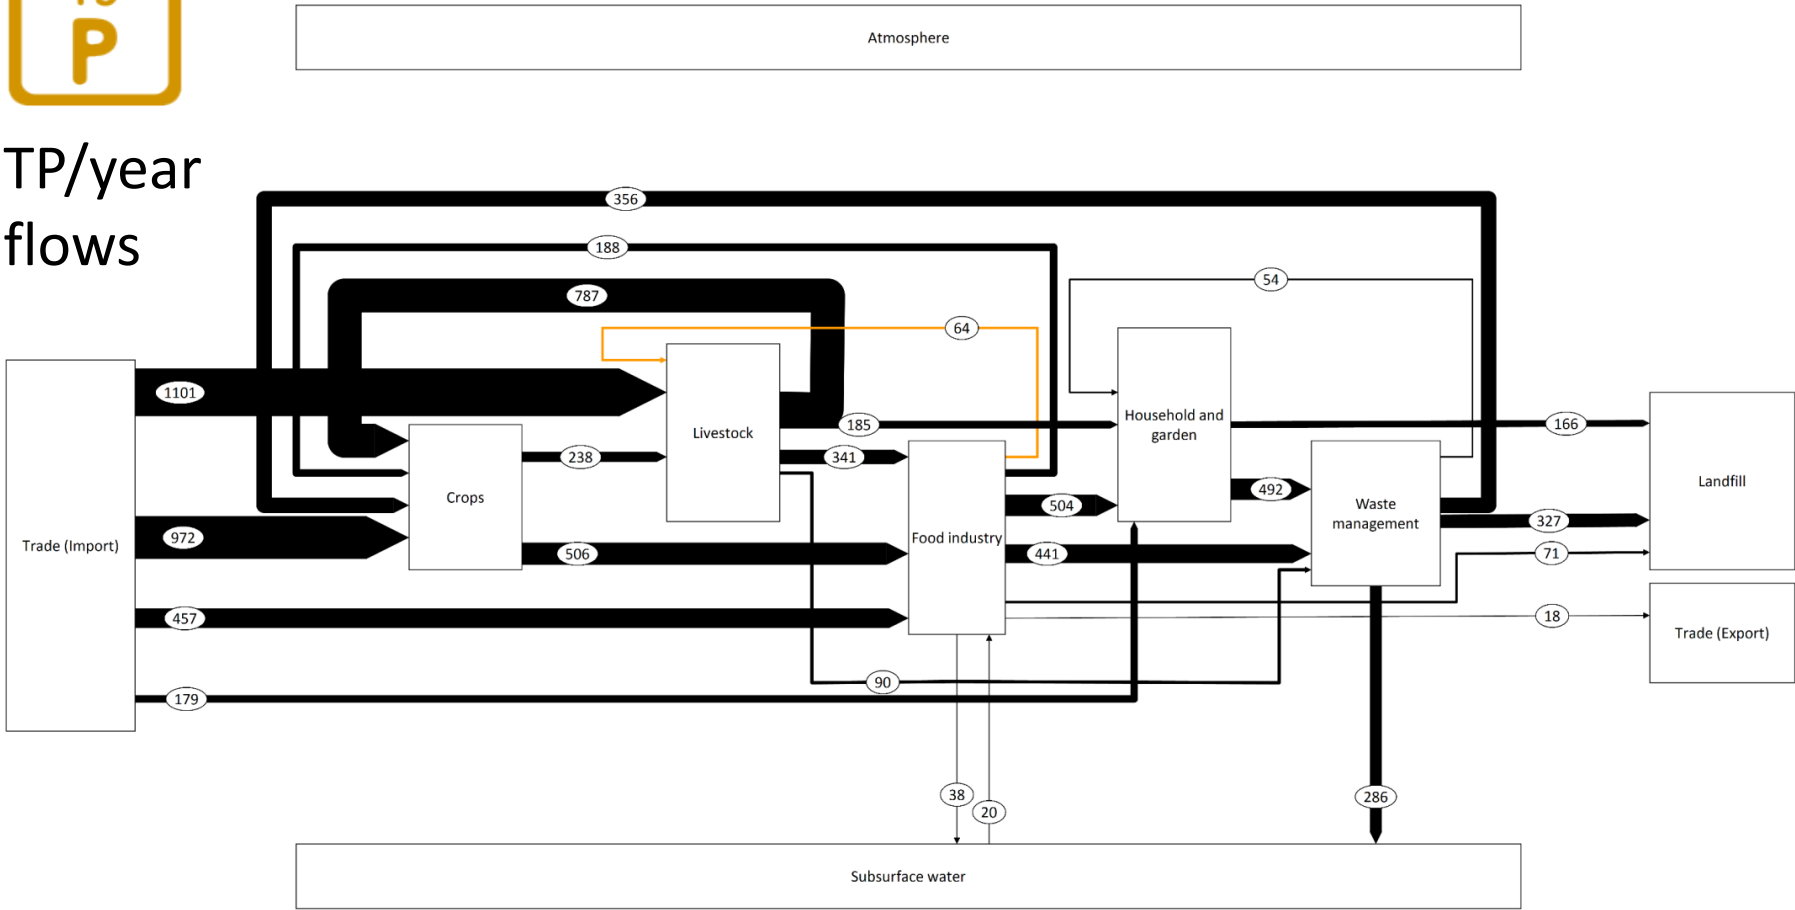 P
Atmosphere
TP/year
flows
356
188
54
787
64
1101
185
Household and
garden
166
Livestock
238
341
Crops
492
Landfill
504
Waste
management
327
972
Trade (Import)
506
Food industry
441
71
457
18
Trade (Export)
90
179
38
20
286
Subsurface water